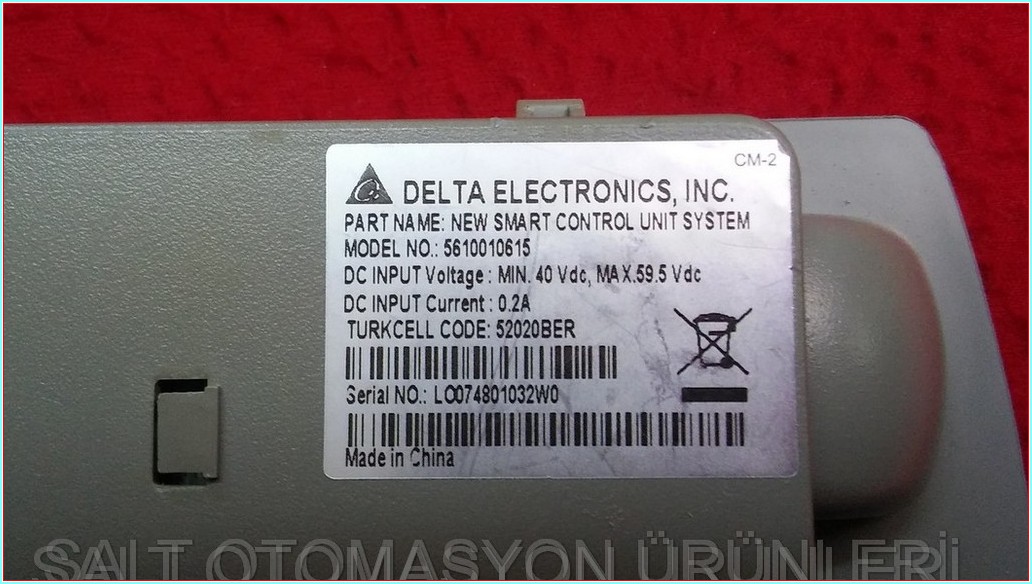 CM-2
DELTA ELECTRONICS, INC.
PART NAME: NEW SMART CONTROL UNIT SYSTEM
MODEL NO.: 5610010615
DC INPUT Voltage : MIN. 40 Vdc, MAX.59.5 Vdc
DC INPUT Current : 0.2A
TURKCELL CODE: 52020BER
Serial NO.: LO074801032W0
Made in China
SALT OTOMASYON ÜRÜNLERİ